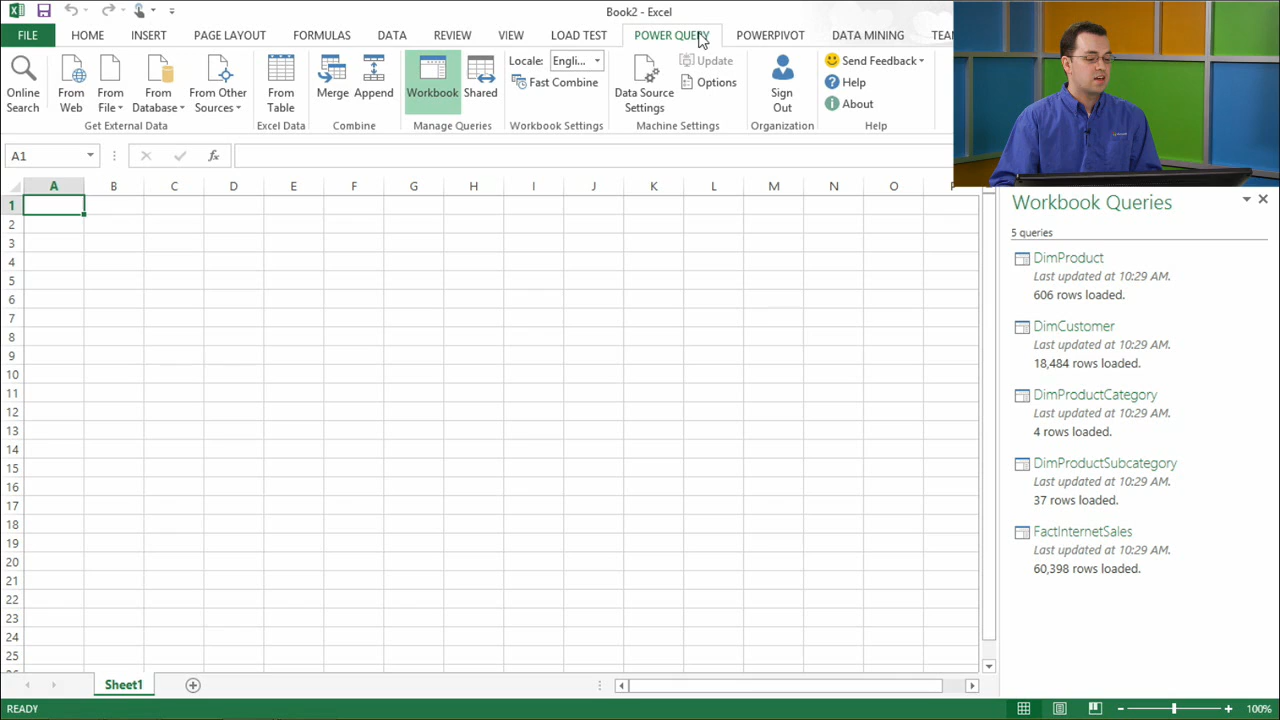 Book2 - Excel
FILE HOME INSERT PAGE LAYOUT FORMULAS DATA REVIEW VIEW LOAD TEST POWER QUERY POWERPIVOT DATA MINING
Online Search
From Web
From File
From Database
From Other Sources
Get External Data
From Table
Excel Data
Merge
Append
Combine
Workbook
Shared
Manage Queries
Locale: Engli...
Fast Combine
Workbook Settings
Data Source Settings
Update
Options
Machine Settings
Sign Out
Organization
Send Feedback
Help
About
Help
A1
fx
A B C D E F G H I J K L M N O
1
2
3
4
5
6
7
8
9
10
11
12
13
14
15
16
17
18
19
20
21
22
23
24
25
Workbook Queries
5 queries
DimProduct
Last updated at 10:29 AM.
606 rows loaded.
DimCustomer
Last updated at 10:29 AM.
18,484 rows loaded.
DimProductCategory
Last updated at 10:29 AM.
4 rows loaded.
DimProductSubcategory
Last updated at 10:29 AM.
37 rows loaded.
FactInternetSales
Last updated at 10:29 AM.
60,398 rows loaded.
Sheet1
READY
100%